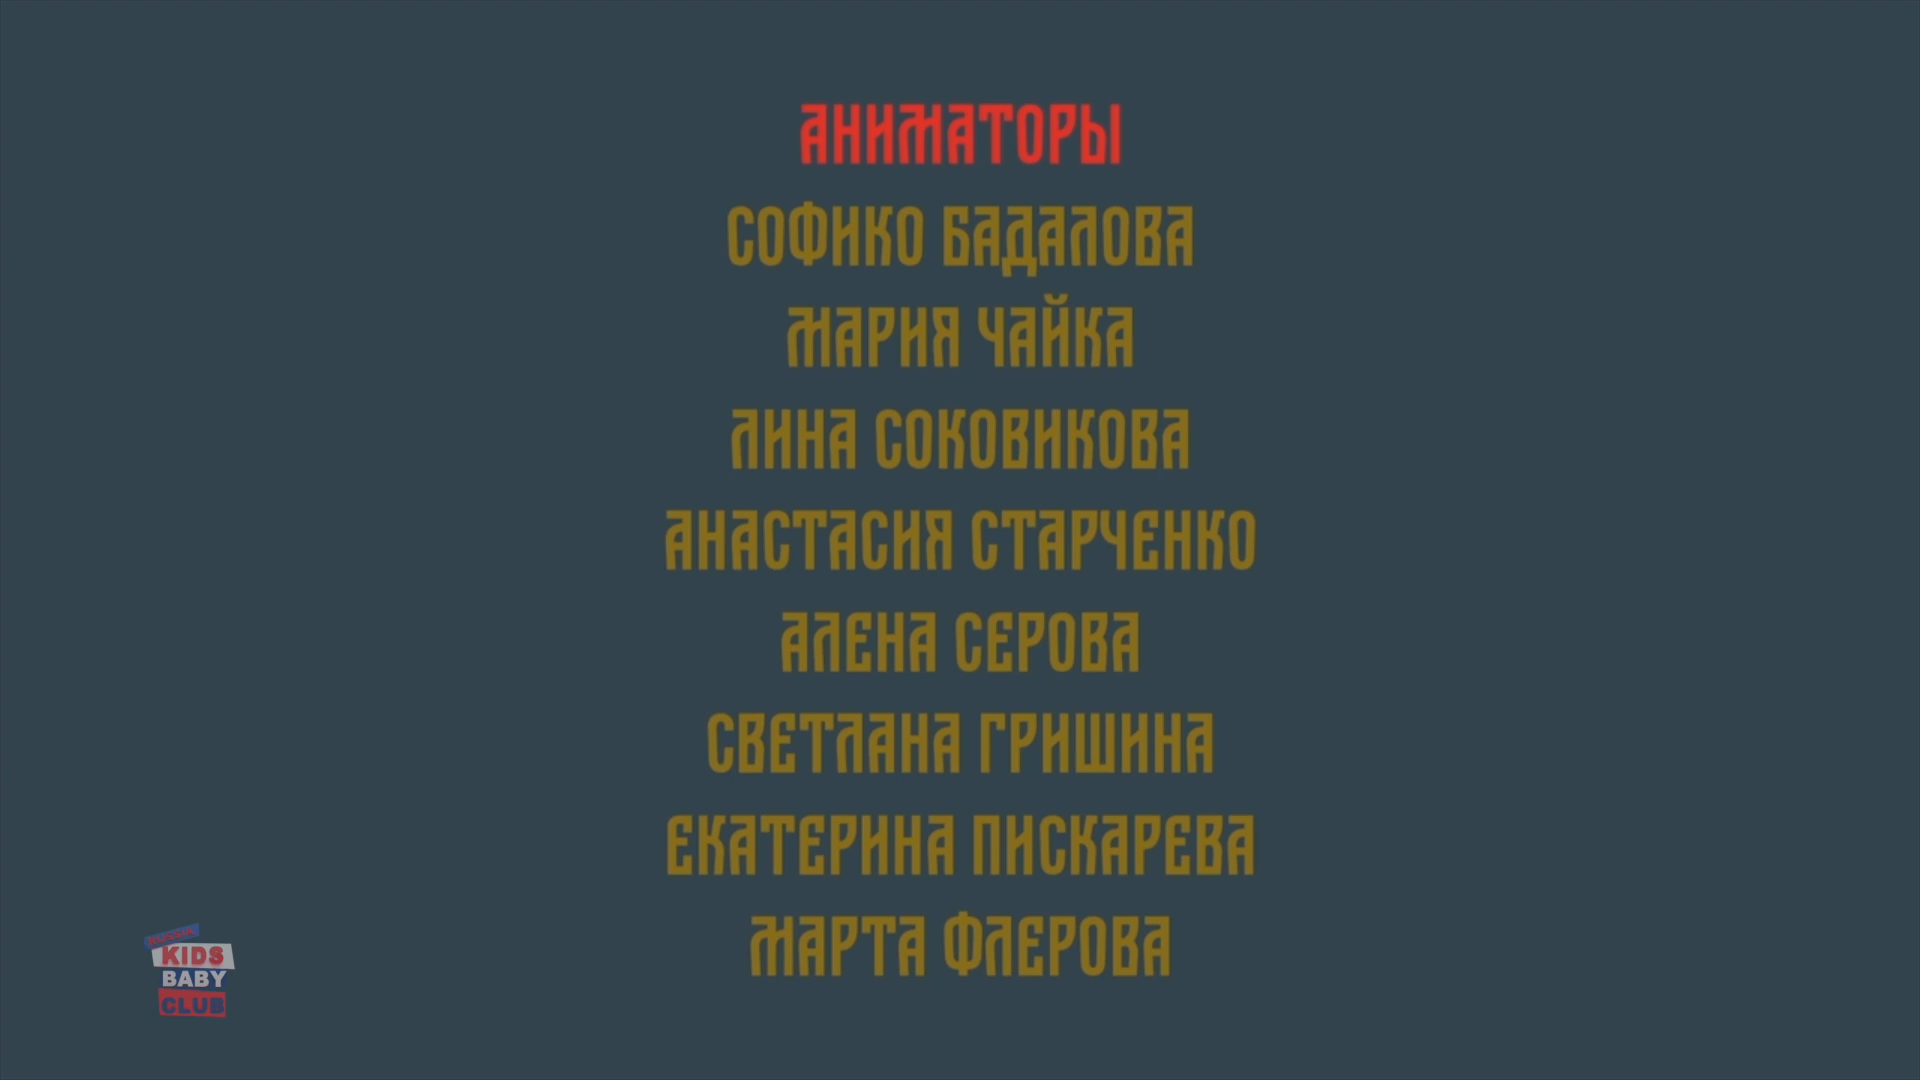 АНИМАТОРЫ
СОФИКО БАДАЛОВА
МАРИЯ ЧАЙКА
ЛИНА СОКОВИКОВА
АНАСТАСИЯ СТАРЧЕНКО
АЛЕНА СЕРОВА
СВЕТЛАНА ГРИШИНА
ЕКАТЕРИНА ПИСКАРЕВА
МАРТА ФЛЕРОВА
RUSSIA
KIDS
BABY
CLUB